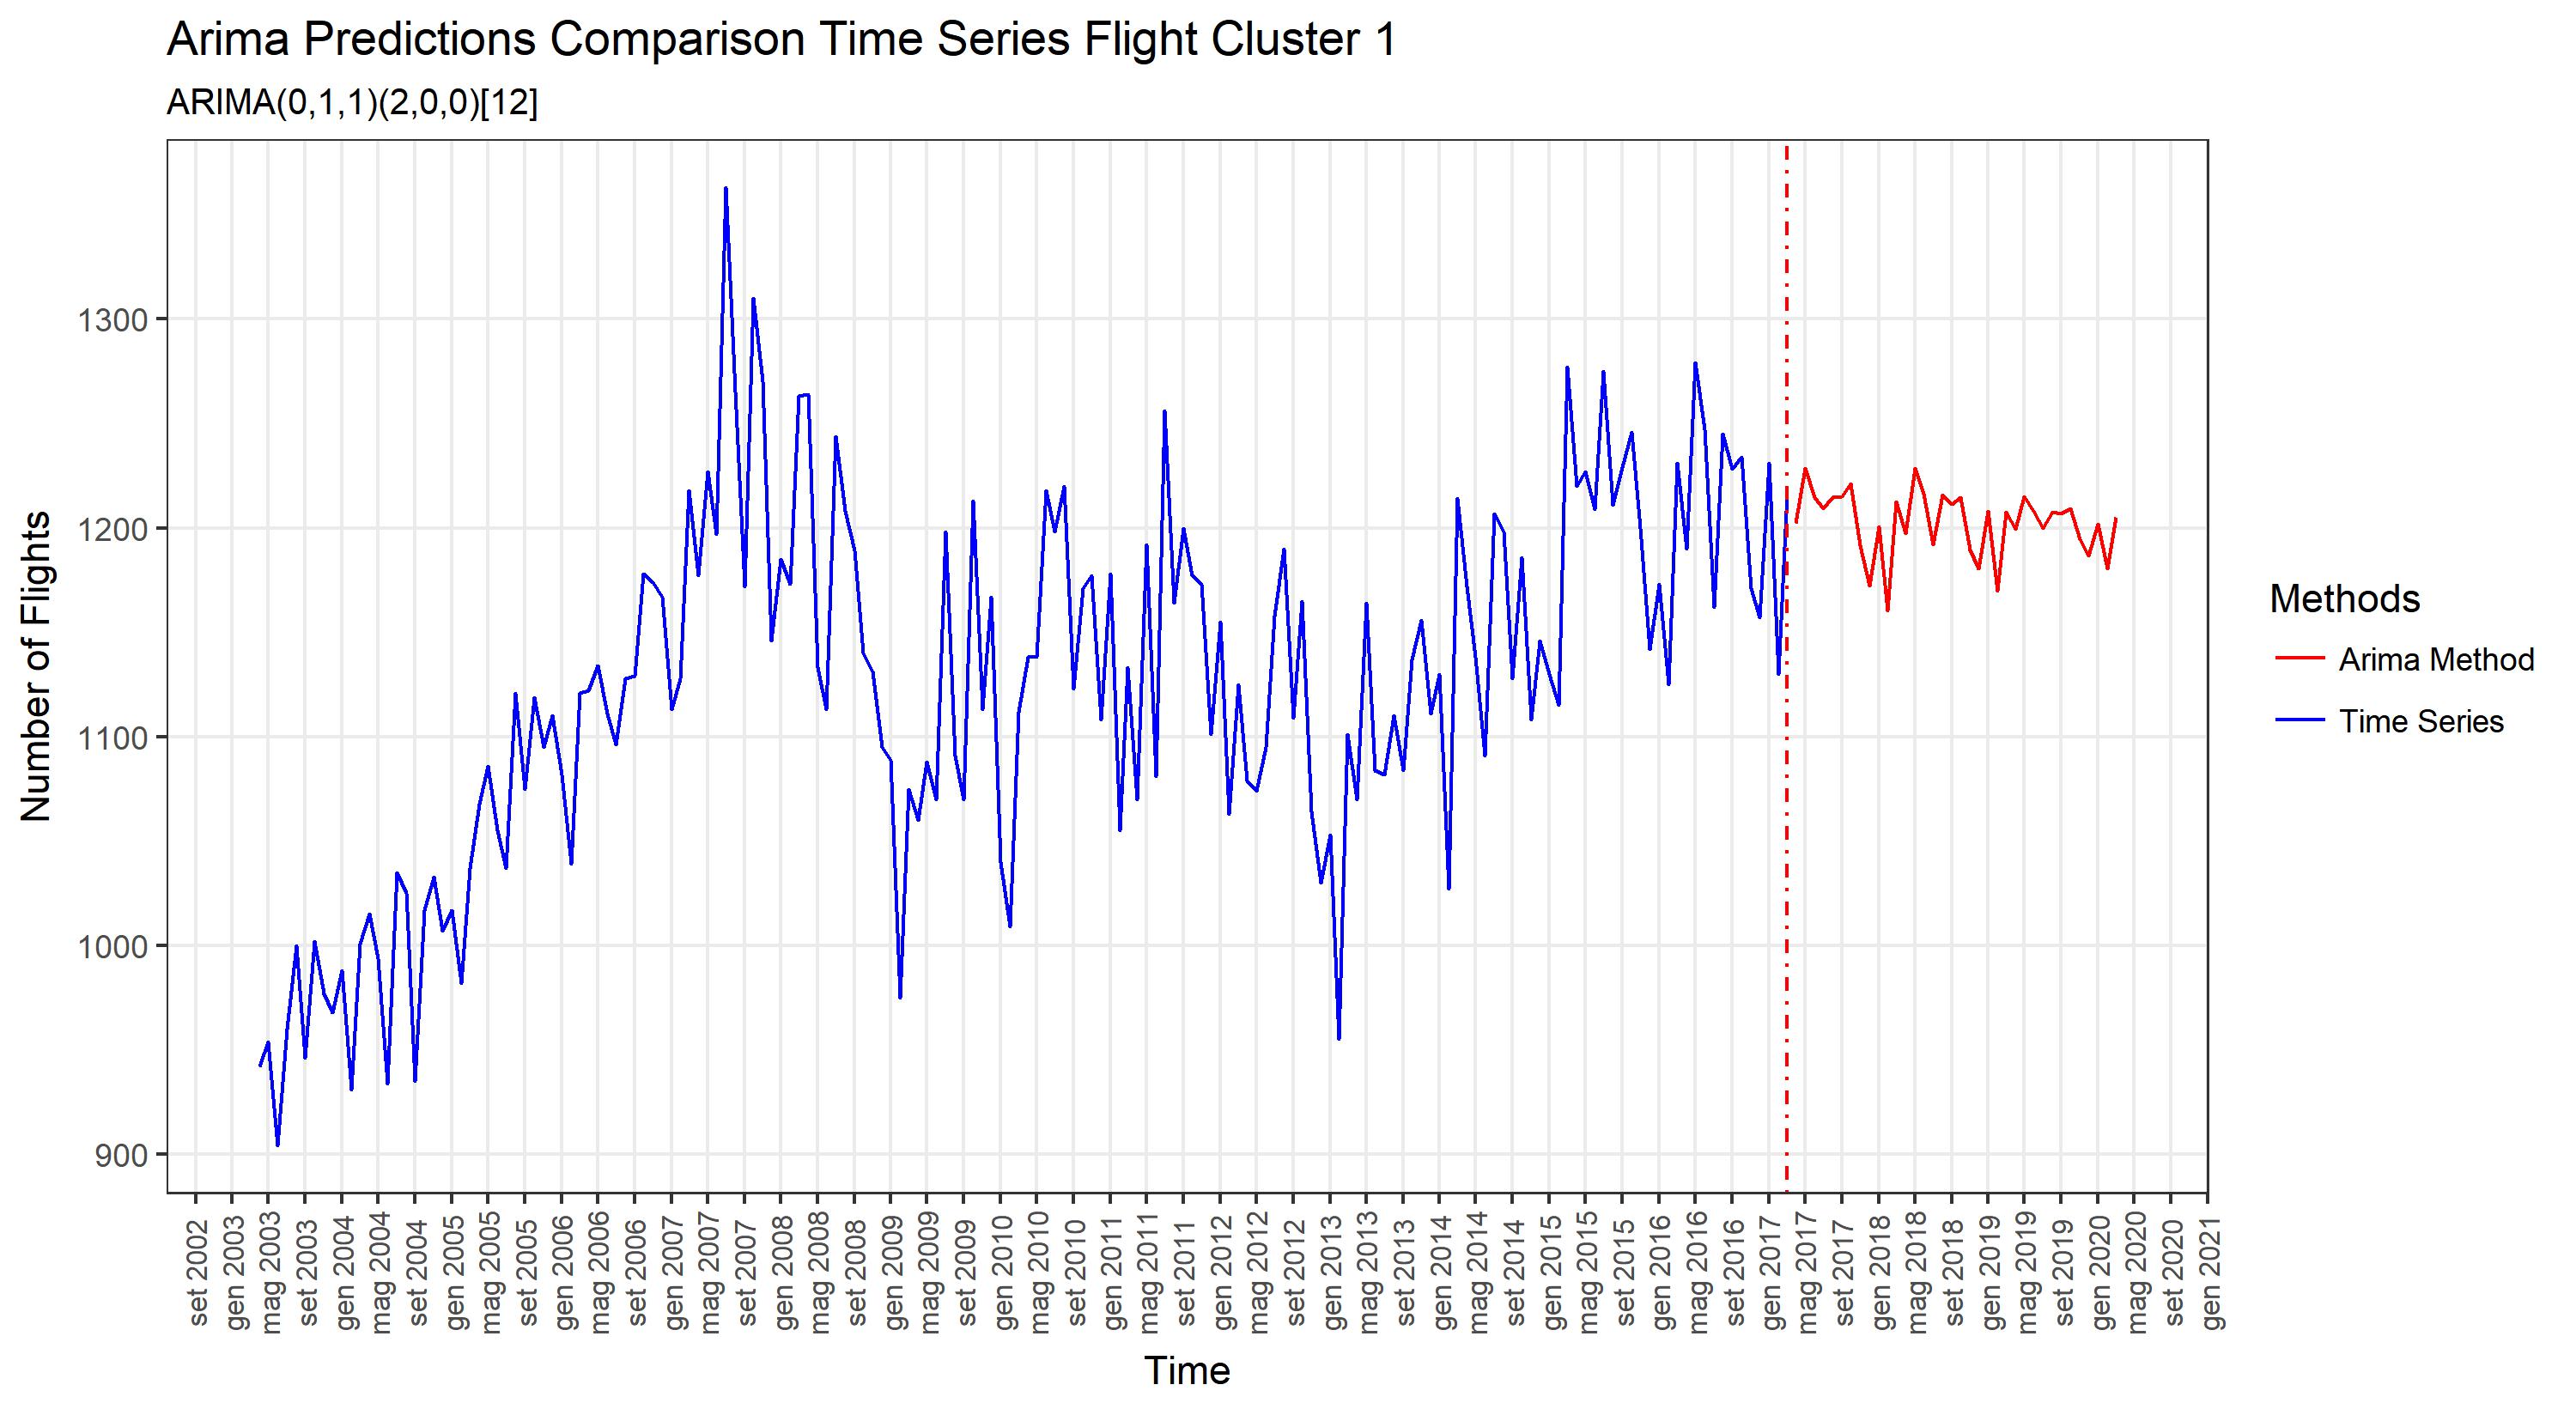 Arima Predictions Comparison Time Series Flight Cluster 1
ARIMA(0,1,1)(2,0,0)[12]
Number of Flights
1300
1200
1100
1000
900
set 2002
gen 2003
mag 2003
set 2003
gen 2004
mag 2004
set 2004
gen 2005
mag 2005
set 2005
gen 2006
mag 2006
set 2006
gen 2007
mag 2007
set 2007
gen 2008
mag 2008
set 2008
gen 2009
mag 2009
set 2009
gen 2010
mag 2010
set 2010
gen 2011
mag 2011
set 2011
gen 2012
mag 2012
set 2012
gen 2013
mag 2013
set 2013
gen 2014
mag 2014
set 2014
gen 2015
mag 2015
set 2015
gen 2016
mag 2016
set 2016
gen 2017
mag 2017
set 2017
gen 2018
mag 2018
set 2018
gen 2019
mag 2019
set 2019
gen 2020
mag 2020
set 2020
gen 2021
Time
Methods
Arima Method
Time Series